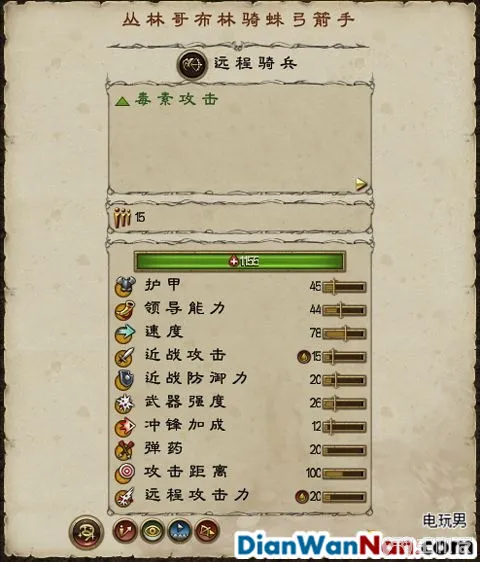 丛林哥布林骑蛛弓箭手
远程骑兵
毒素攻击
15
1155
护甲 45
领导能力 44
速度 78
近战攻击 15
近战防御力 20
武器强度 26
冲锋加成 12
弹药 20
攻击距离 100
远程攻击力 20
电玩男
DianWanNan.com